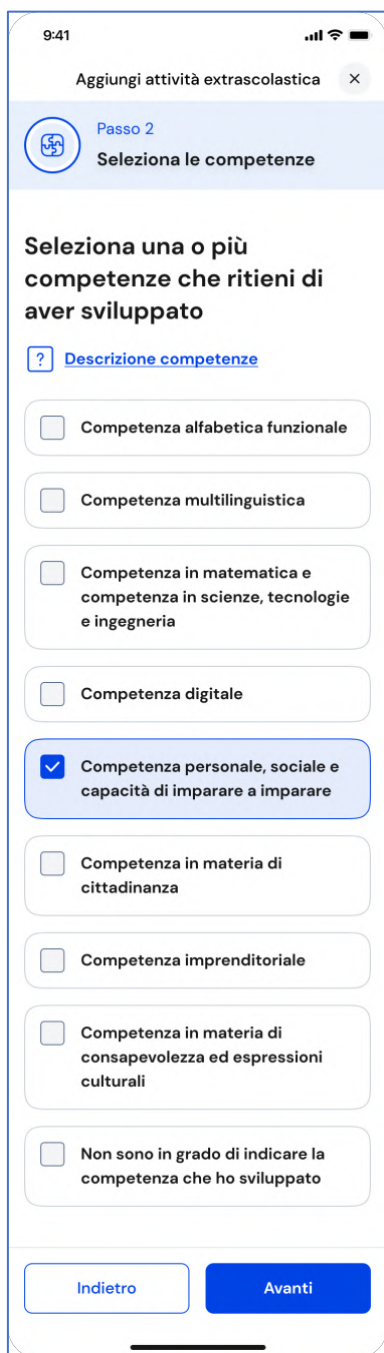 9:41
Aggiungi attività extrascolastica
Passo 2
Seleziona le competenze
Seleziona una o più
competenze che ritieni di
aver sviluppato
? Descrizione competenze
Competenza alfabetica funzionale
Competenza multilinguistica
Competenza in matematica e
competenza in scienze, tecnologie
e ingegneria
Competenza digitale
Competenza personale, sociale e
capacità di imparare a imparare
Competenza in materia di
cittadinanza
Competenza imprenditoriale
Competenza in materia di
consapevolezza ed espressioni
culturali
Non sono in grado di indicare la
competenza che ho sviluppato
Indietro Avanti